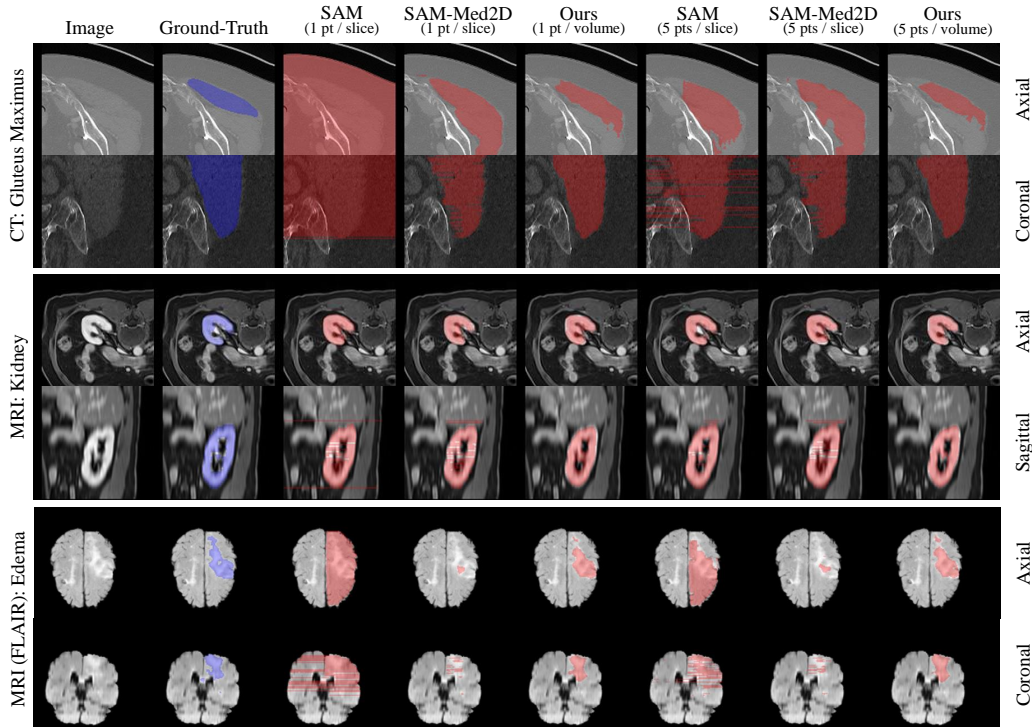 Image
Ground-Truth
SAM
(1 pt / slice)
SAM-Med2D
(1 pt / slice)
Ours
(1 pt / volume)
SAM
(5 pts / slice)
SAM-Med2D
(5 pts / slice)
Ours
(5 pts / volume)
CT: Gluteus Maximus
Axial
Coronal
MRI: Kidney
Axial
Sagittal
MRI (FLAIR): Edema
Axial
Coronal